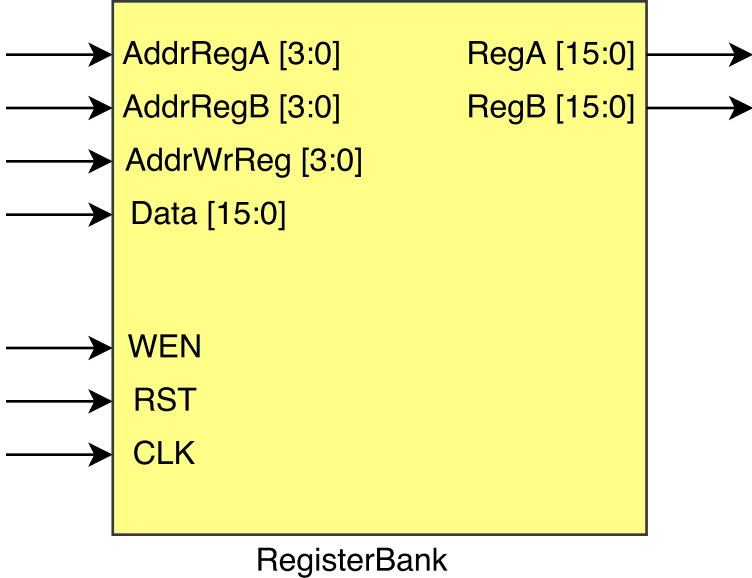 AddrRegA [3:0] RegA [15:0]
AddrRegB [3:0] RegB [15:0]
AddrWrReg [3:0]
Data [15:0]
WEN
RST
CLK
RegisterBank